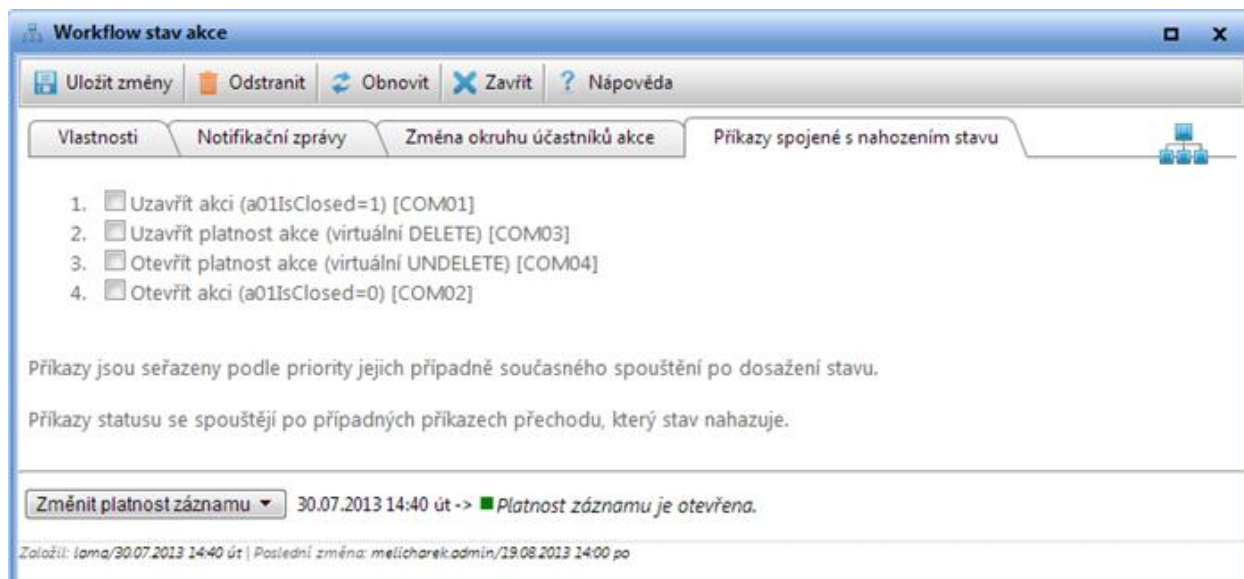 Workflow stav akce
Uložit změny Odstranit Obnovit Zavřít ? Nápověda
Vlastnosti Notifikační zprávy Změna okruhu účastníků akce Příkazy spojené s nahozením stavu
1. Uzavřít akci (a01IsClosed=1) [COM01]
2. Uzavřít platnost akce (virtuální DELETE) [COM03]
3. Otevřít platnost akce (virtuální UNDELETE) [COM04]
4. Otevřít akci (a01IsClosed=0) [COM02]
Příkazy jsou seřazeny podle priority jejich případně současného spouštění po dosažení stavu.
Příkazy statusu se spouštějí po případných příkazech přechodu, který stav nahazuje.
Změnit platnost záznamu 30.07.2013 14:40 út -> Platnost záznamu je otevřena.
Založil: lama/30.07.2013 14:40 út | Poslední změna: melicharek.admin/19.08.2013 14:00 po